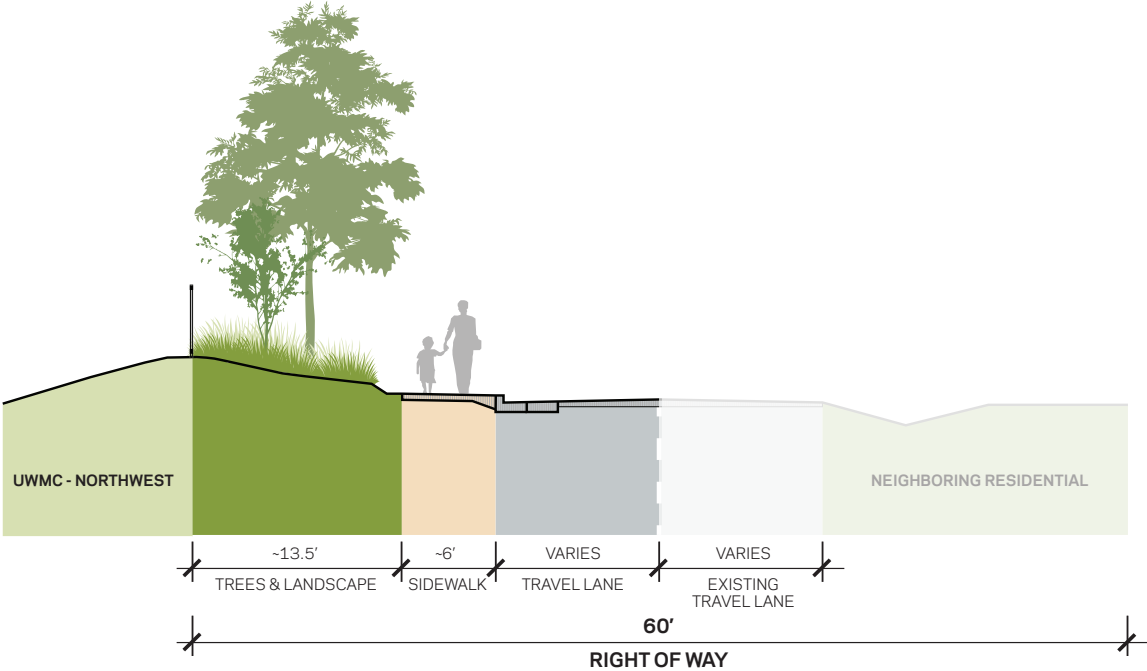 UWMC - NORTHWEST
NEIGHBORING RESIDENTIAL
~13.5′
~6′
VARIES
VARIES
TREES & LANDSCAPE
SIDEWALK
TRAVEL LANE
EXISTING
TRAVEL LANE
60′
RIGHT OF WAY